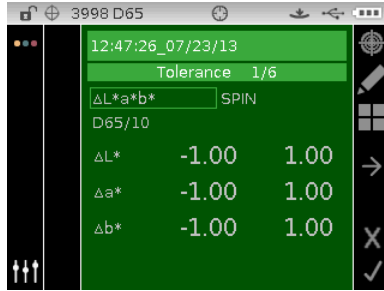 3998 D65
12:47:26_07/23/13
Tolerance 1/6
ΔL*a*b* SPIN
D65/10
ΔL* -1.00 1.00
Δa* -1.00 1.00
Δb* -1.00 1.00